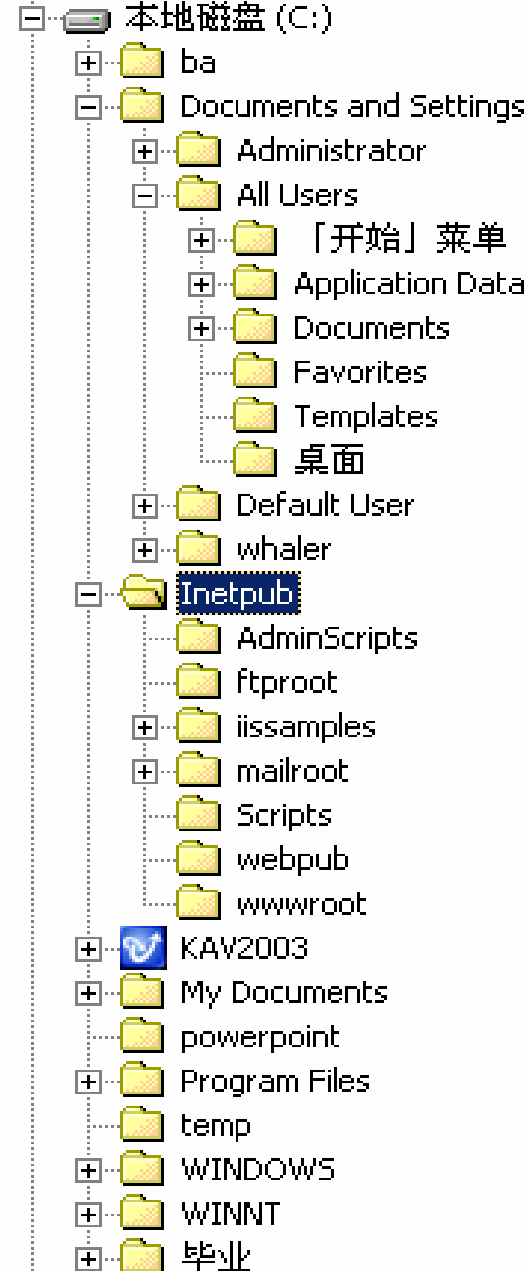 本地磁盘 (C:)
ba
Documents and Settings
Administrator
All Users
「开始」菜单
Application Data
Documents
Favorites
Templates
桌面
Default User
whaler
Inetpub
AdminScripts
ftproot
iissamples
mailroot
Scripts
webpub
wwwroot
KAV2003
My Documents
powerpoint
Program Files
temp
WINDOWS
WINNT
毕业